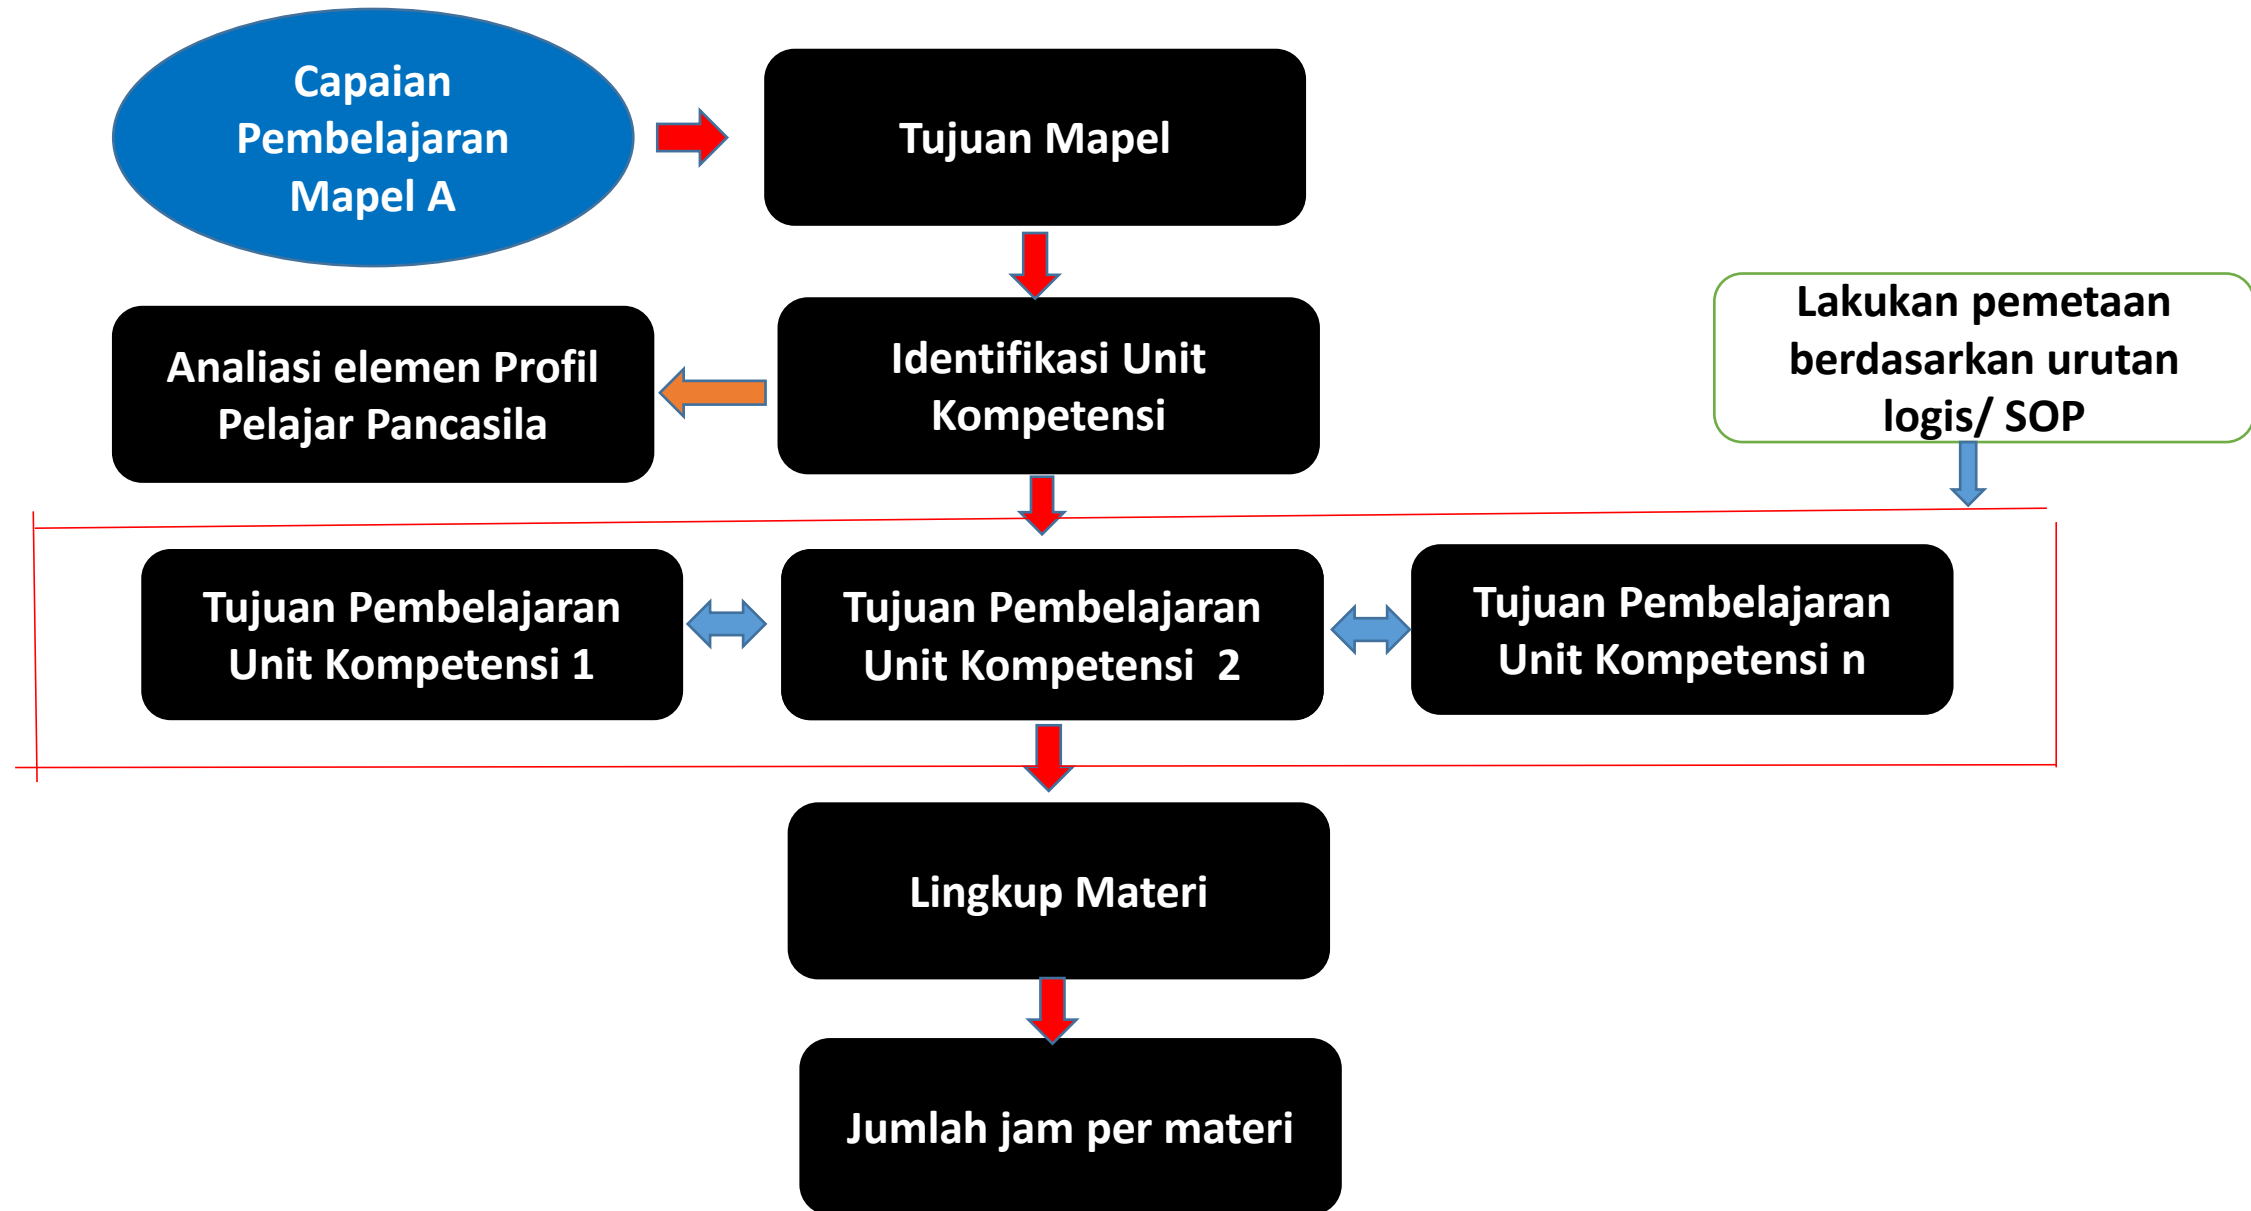 Capaian
Pembelajaran
Mapel A
Tujuan Mapel
Analiasi elemen Profil
Pelajar Pancasila
Identifikasi Unit
Kompetensi
Lakukan pemetaan
berdasarkan urutan
logis/ SOP
Tujuan Pembelajaran
Unit Kompetensi 1
Tujuan Pembelajaran
Unit Kompetensi  2
Tujuan Pembelajaran
Unit Kompetensi n
Lingkup Materi
Jumlah jam per materi